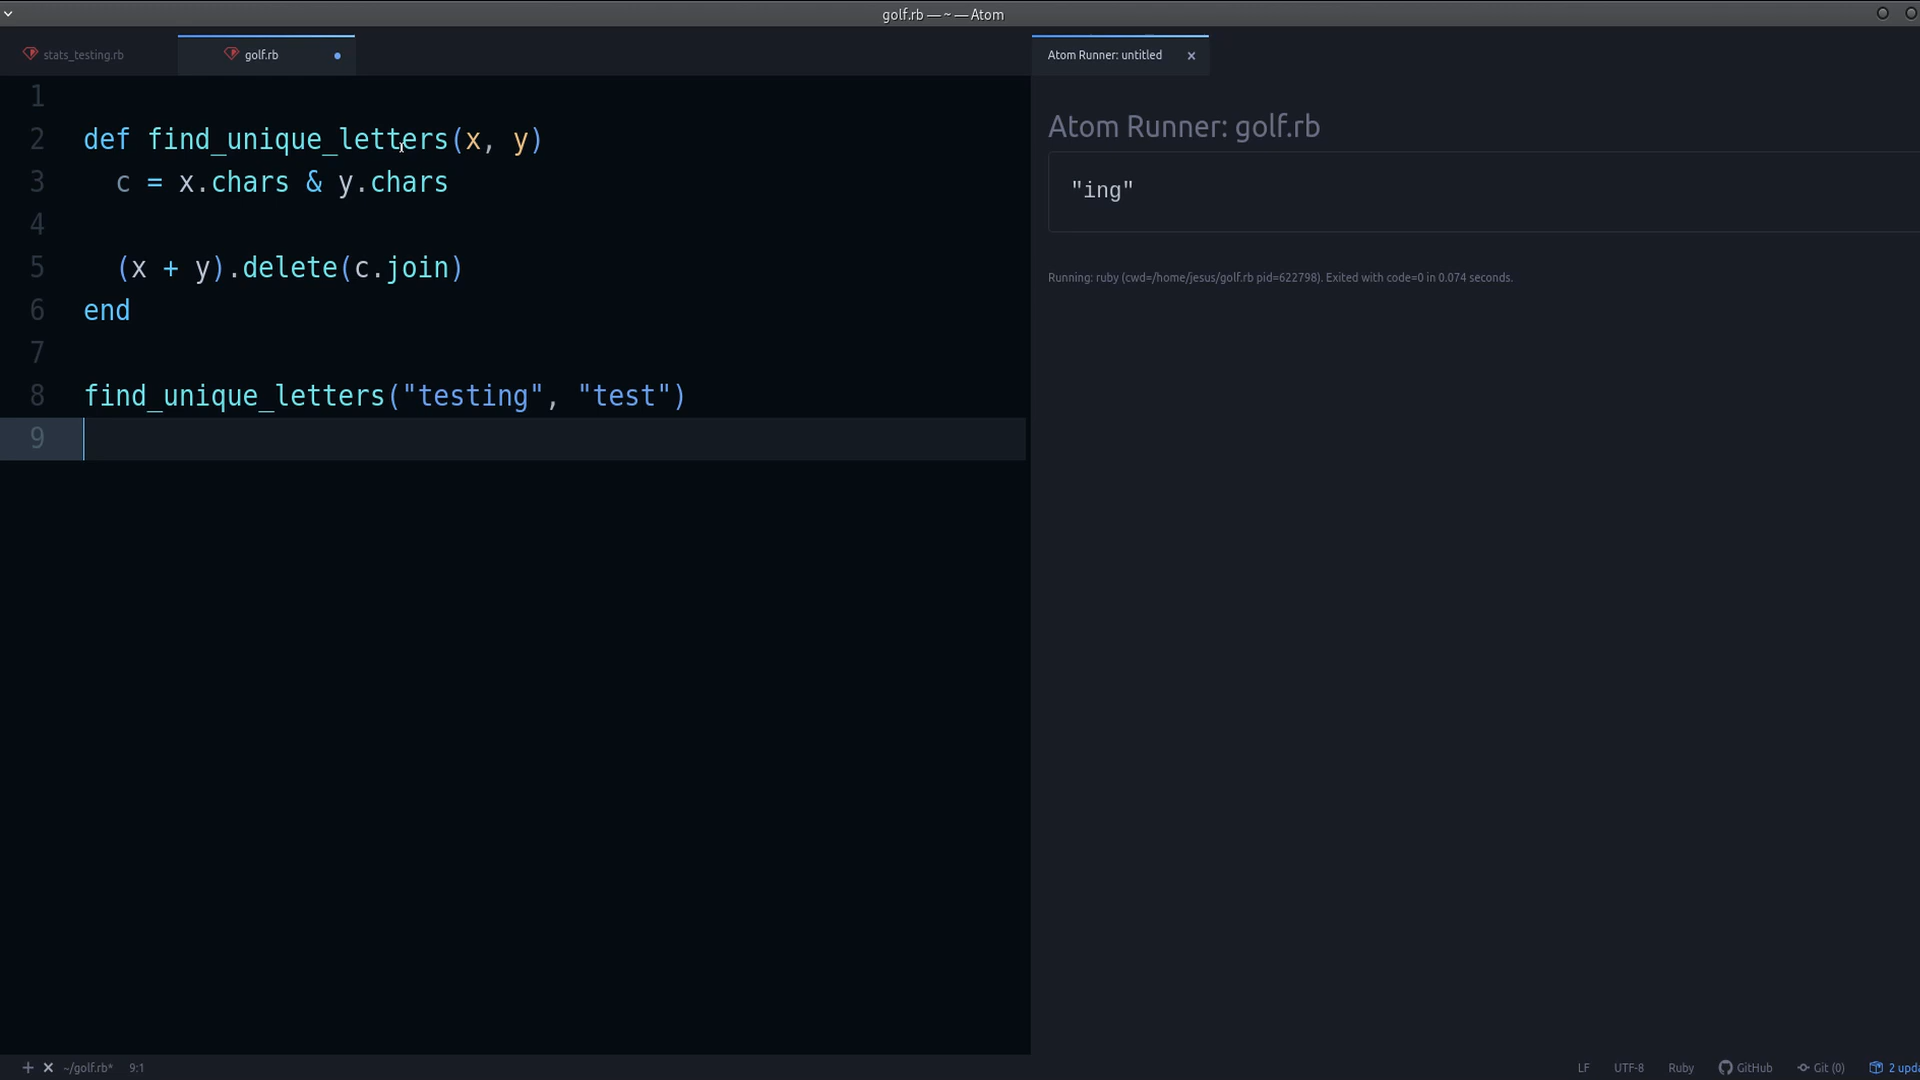 golf.rb — ~ — Atom
stats_testing.rb
golf.rb
Atom Runner: untitled
1
2 def find_unique_letters(x, y)
3 c = x.chars & y.chars
4
5 (x + y).delete(c.join)
6 end
7
8 find_unique_letters("testing", "test")
9
Atom Runner: golf.rb
"ing"
Running: ruby (cwd=/home/jesus/golf.rb pid=622798). Exited with code=0 in 0.074 seconds.
~/golf.rb* 9:1
LF UTF-8 Ruby GitHub Git (0) 2 upda